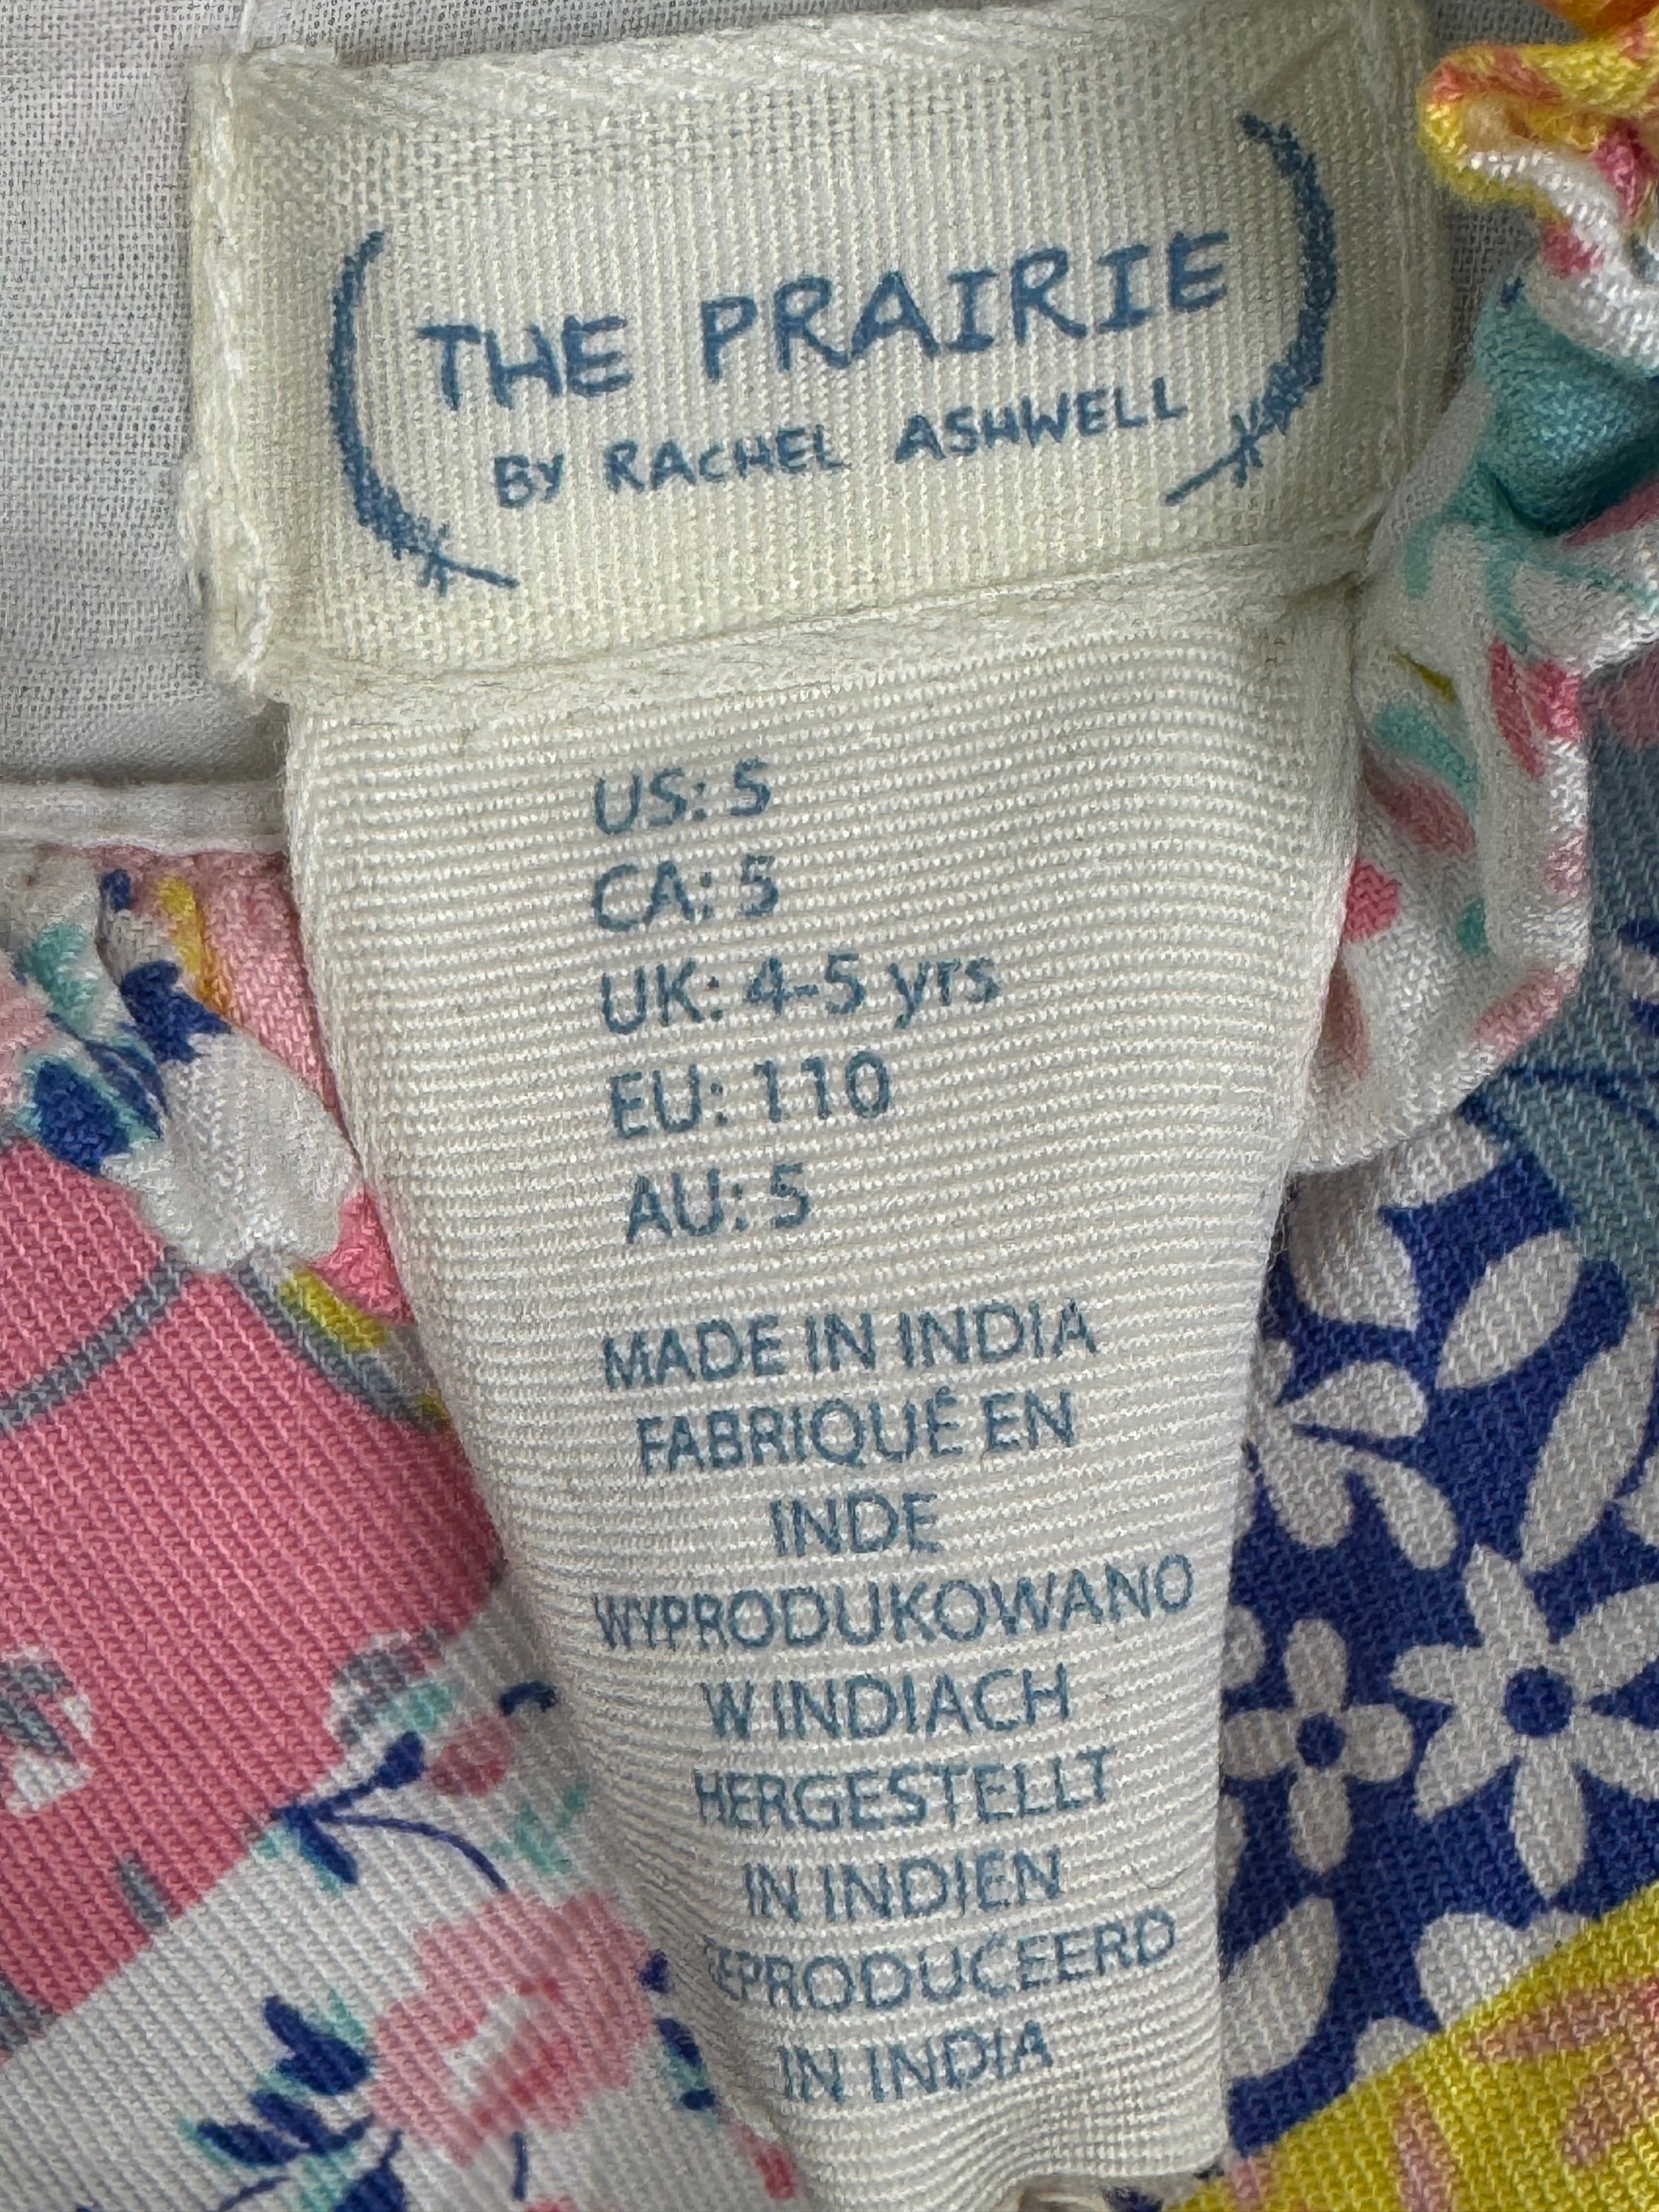 THE PRAIRIE
BY RACHEL ASHWELL
US: 5
CA: 5
UK: 4-5 yrs
EU: 110
AU: 5
MADE IN INDIA
FABRIQUÉ EN
INDE
WYPRODUKOWANO
W INDIACH
HERGESTELLT
IN INDIEN
GEPRODUCEERD
IN INDIA